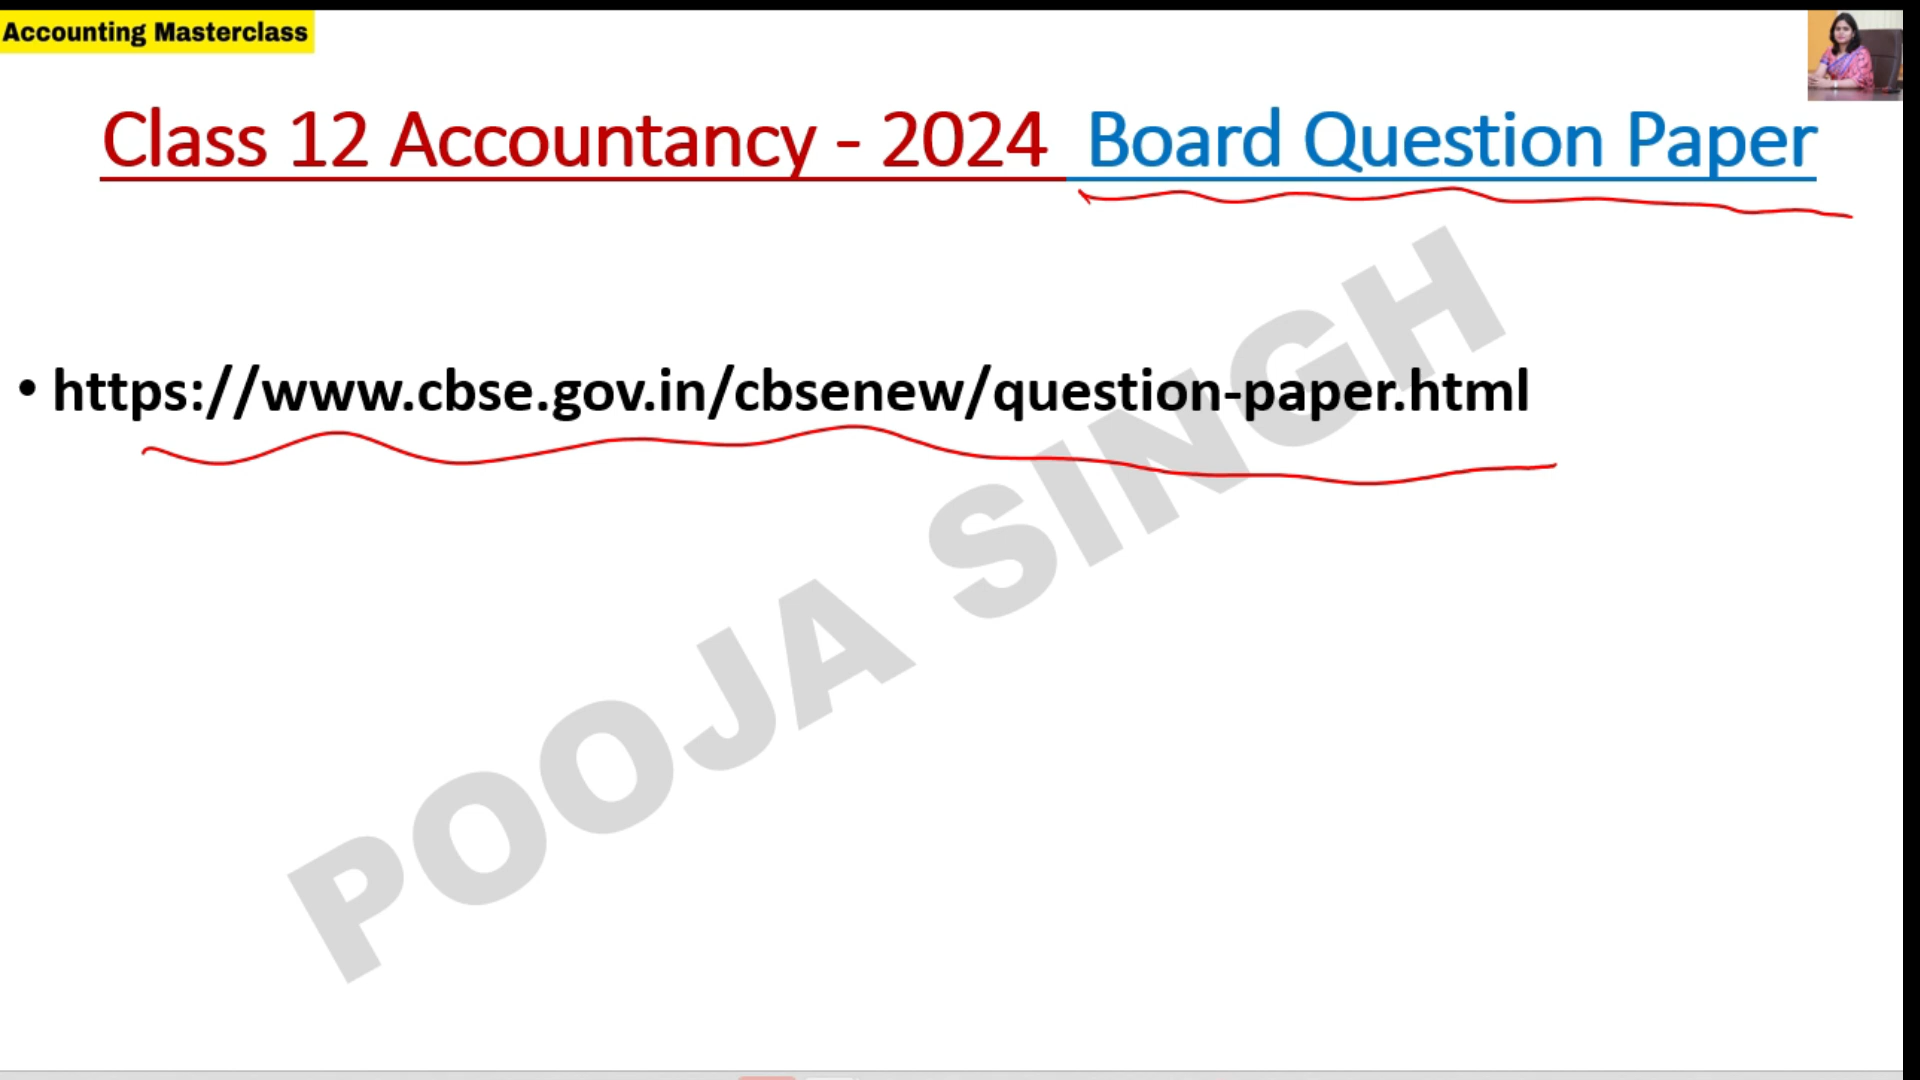 Accounting Masterclass
Class 12 Accountancy - 2024 Board Question Paper
• https://www.cbse.gov.in/cbsenew/question-paper.html
POOJA SINGH